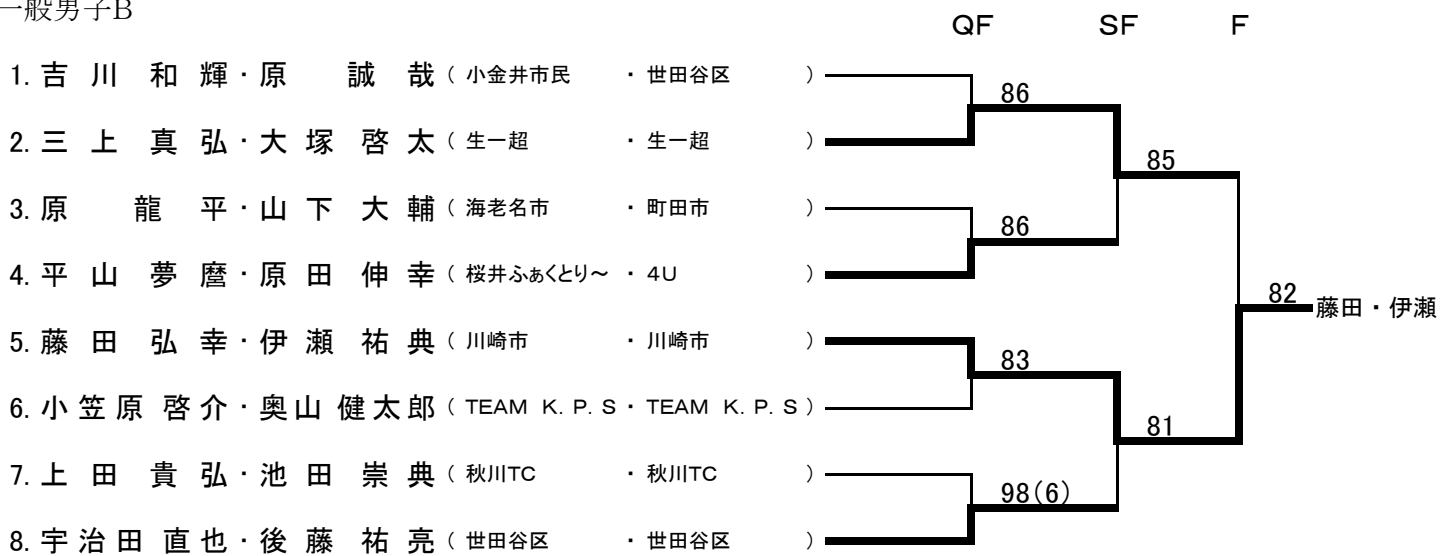 一般男子B
QF SF F
1. 吉川 和輝・原 誠哉 ( 小金井市民 ・ 世田谷区 )
86
2. 三上 真弘・大塚 啓太 ( 生一超 ・ 生一超 )
85
3. 原 龍平・山下 大輔 ( 海老名市 ・ 町田市 )
86
4. 平山 夢麿・原田 伸幸 ( 桜井ふぁくとり～ ・ 4U )
82 藤田・伊瀬
5. 藤田 弘幸・伊瀬 祐典 ( 川崎市 ・ 川崎市 )
83
6. 小笠原 啓介・奥山 健太郎 ( TEAM K.P.S ・ TEAM K.P.S )
81
7. 上田 貴弘・池田 崇典 ( 秋川TC ・ 秋川TC )
98(6)
8. 宇治田 直也・後藤 祐亮 ( 世田谷区 ・ 世田谷区 )